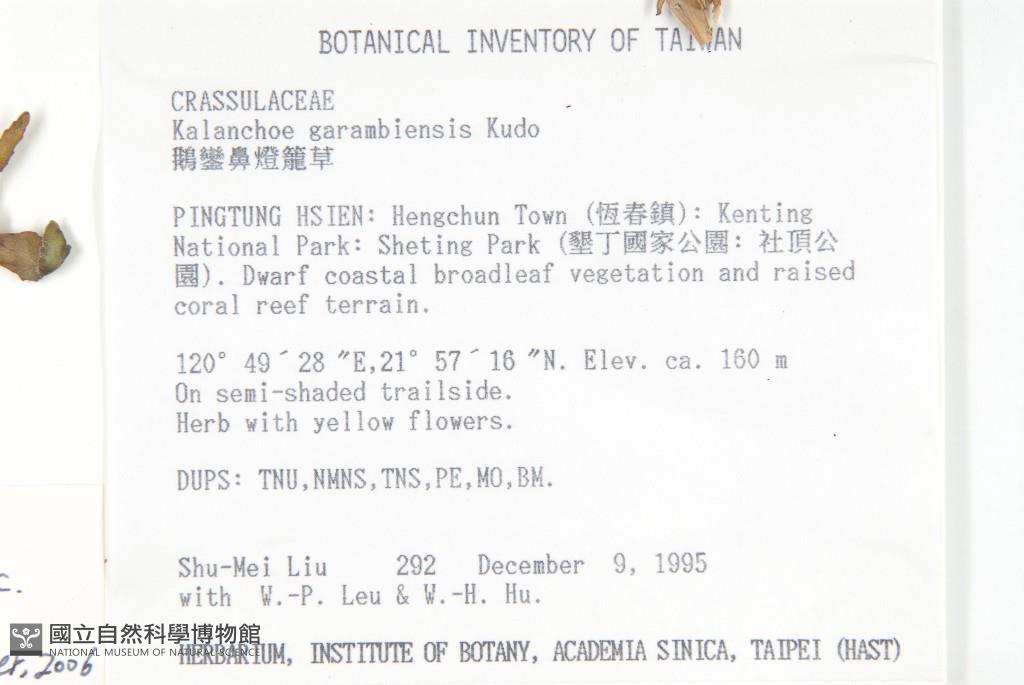 BOTANICAL INVENTORY OF TAIWAN
CRASSULACEAE
Kalanchoe garambiensis Kudo
鵝鑾鼻燈籠草
PINGTUNG HSIEN: Hengchun Town (恆春鎮): Kenting
National Park: Sheting Park (墾丁國家公園: 社頂公
園). Dwarf coastal broadleaf vegetation and raised
coral reef terrain.
120° 49´28 ″E,21° 57´16 ″N. Elev. ca. 160 m
On semi-shaded trailside.
Herb with yellow flowers.
DUPS: TNU,NMNS,TNS,PE,MO,BM.
Shu-Mei Liu 292 December 9, 1995
with W.-P. Leu & W.-H. Hu.
HERBARIUM, INSTITUTE OF BOTANY, ACADEMIA SINICA, TAIPEI (HAST)
國立自然科學博物館
NATIONAL MUSEUM OF NATURAL SCIENCE
2006